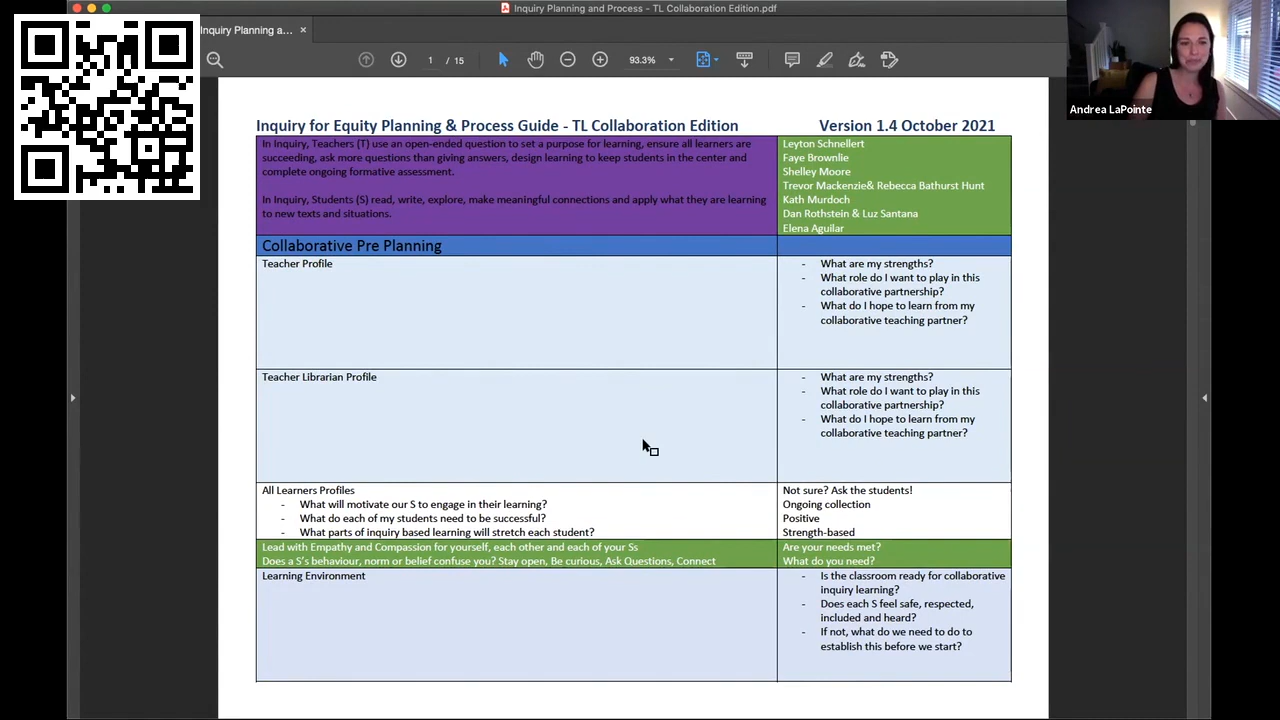 Inquiry Planning and Process - TL Collaboration Edition.pdf
Inquiry Planning a... ×
1 / 15
93.3%
Andrea LaPointe
Inquiry for Equity Planning & Process Guide - TL Collaboration Edition
Version 1.4 October 2021
In Inquiry, Teachers (T) use an open-ended question to set a purpose for learning, ensure all learners are
succeeding, ask more questions than giving answers, design learning to keep students in the center and
complete ongoing formative assessment.
In Inquiry, Students (S) read, write, explore, make meaningful connections and apply what they are learning
to new texts and situations.
Leyton Schnellert
Faye Brownlie
Shelley Moore
Trevor Mackenzie& Rebecca Bathurst Hunt
Kath Murdoch
Dan Rothstein & Luz Santana
Elena Aguilar
Collaborative Pre Planning
Teacher Profile
- What are my strengths?
- What role do I want to play in this
collaborative partnership?
- What do I hope to learn from my
collaborative teaching partner?
Teacher Librarian Profile
- What are my strengths?
- What role do I want to play in this
collaborative partnership?
- What do I hope to learn from my
collaborative teaching partner?
All Learners Profiles
- What will motivate our S to engage in their learning?
- What do each of my students need to be successful?
- What parts of inquiry based learning will stretch each student?
Not sure? Ask the students!
Ongoing collection
Positive
Strength-based
Lead with Empathy and Compassion for yourself, each other and each of your Ss
Does a S's behaviour, norm or belief confuse you? Stay open, Be curious, Ask Questions, Connect
Are your needs met?
What do you need?
Learning Environment
- Is the classroom ready for collaborative
inquiry learning?
- Does each S feel safe, respected,
included and heard?
- If not, what do we need to do to
establish this before we start?